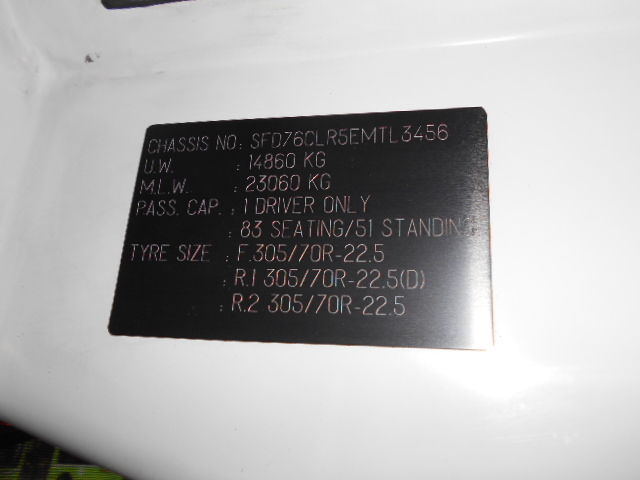 CHASSIS NO: SFD76CLR5EMTL3456
U.W. : 14860 KG
M.L.W. : 23060 KG
PASS. CAP. : 1 DRIVER ONLY
: 83 SEATING/51 STANDING
TYRE SIZE : F.305/70R-22.5
: R.1 305/70R-22.5(D)
: R.2 305/70R-22.5